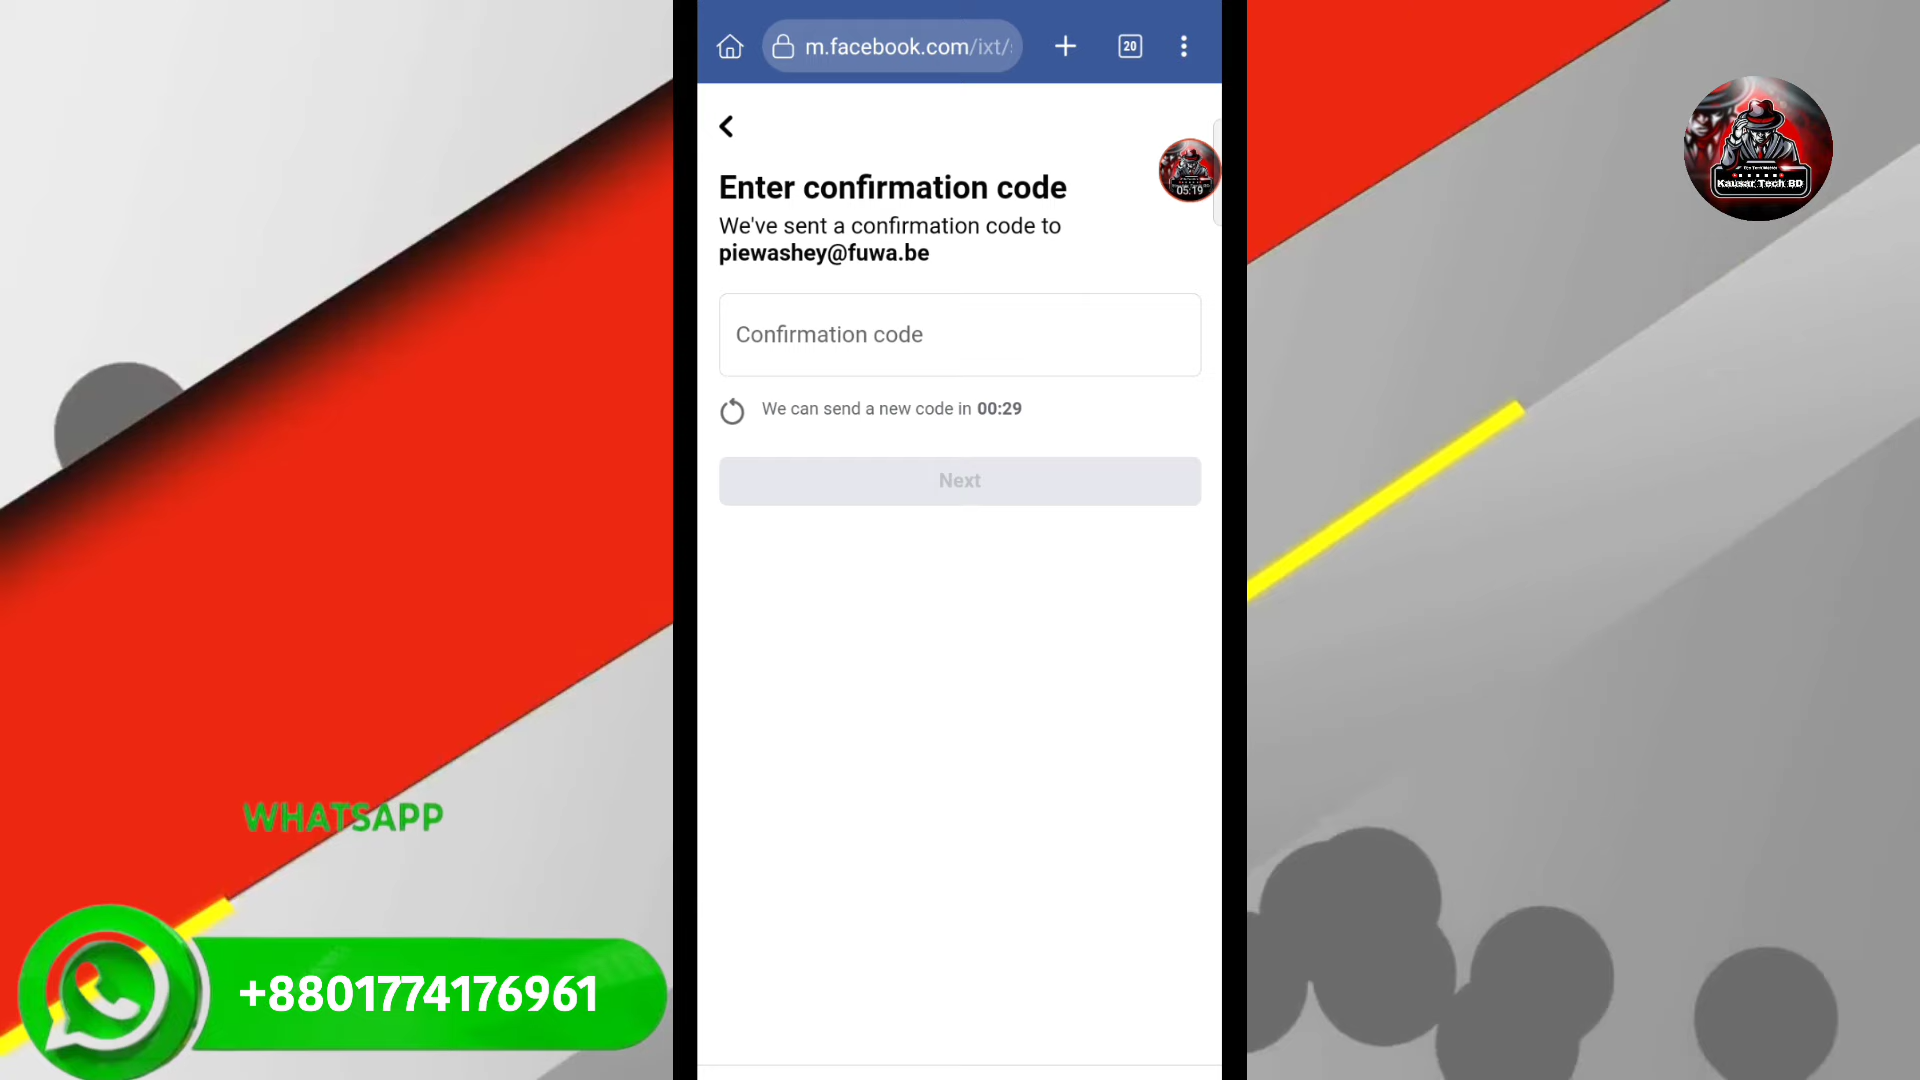 m.facebook.com/ixt/
20
Enter confirmation code
We've sent a confirmation code to
piewashey@fuwa.be
05:19
Confirmation code
We can send a new code in 00:29
Next
Kausar Tech BD
WHATSAPP
+8801774176961